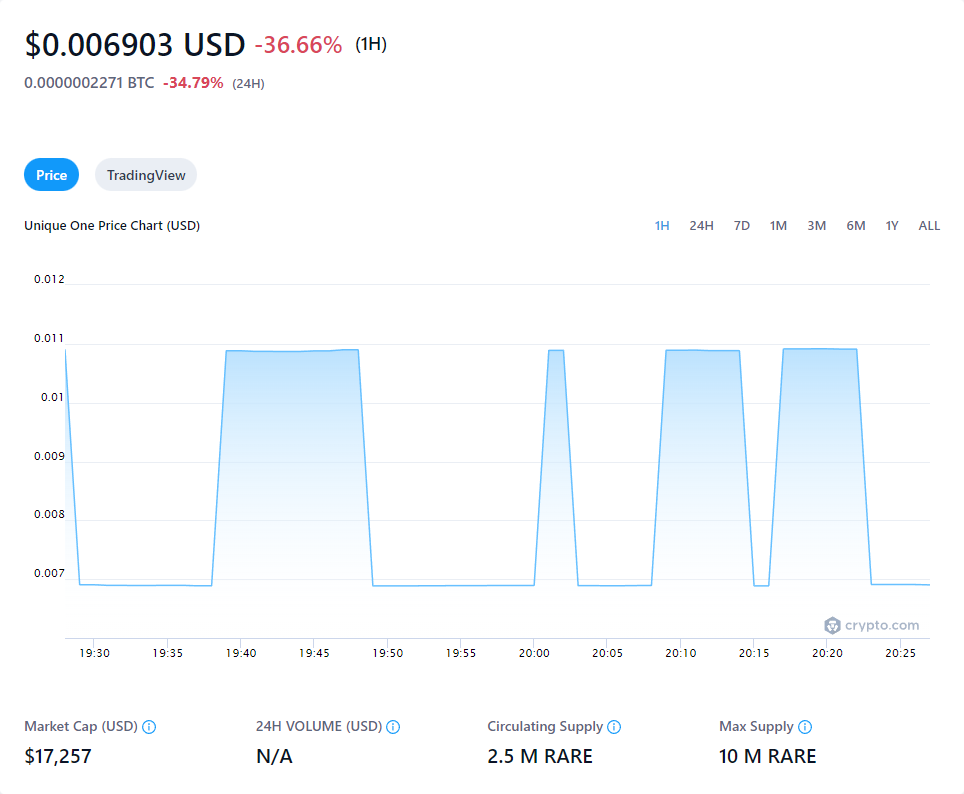 $0.006903 USD -36.66% (1H)
0.0000002271 BTC -34.79% (24H)
Price TradingView
Unique One Price Chart (USD) 1H 24H 7D 1M 3M 6M 1Y ALL
0.012
0.011
0.01
0.009
0.008
0.007
crypto.com
19:30 19:35 19:40 19:45 19:50 19:55 20:00 20:05 20:10 20:15 20:20 20:25
Market Cap (USD) 24H VOLUME (USD) Circulating Supply Max Supply
$17,257 N/A 2.5 M RARE 10 M RARE